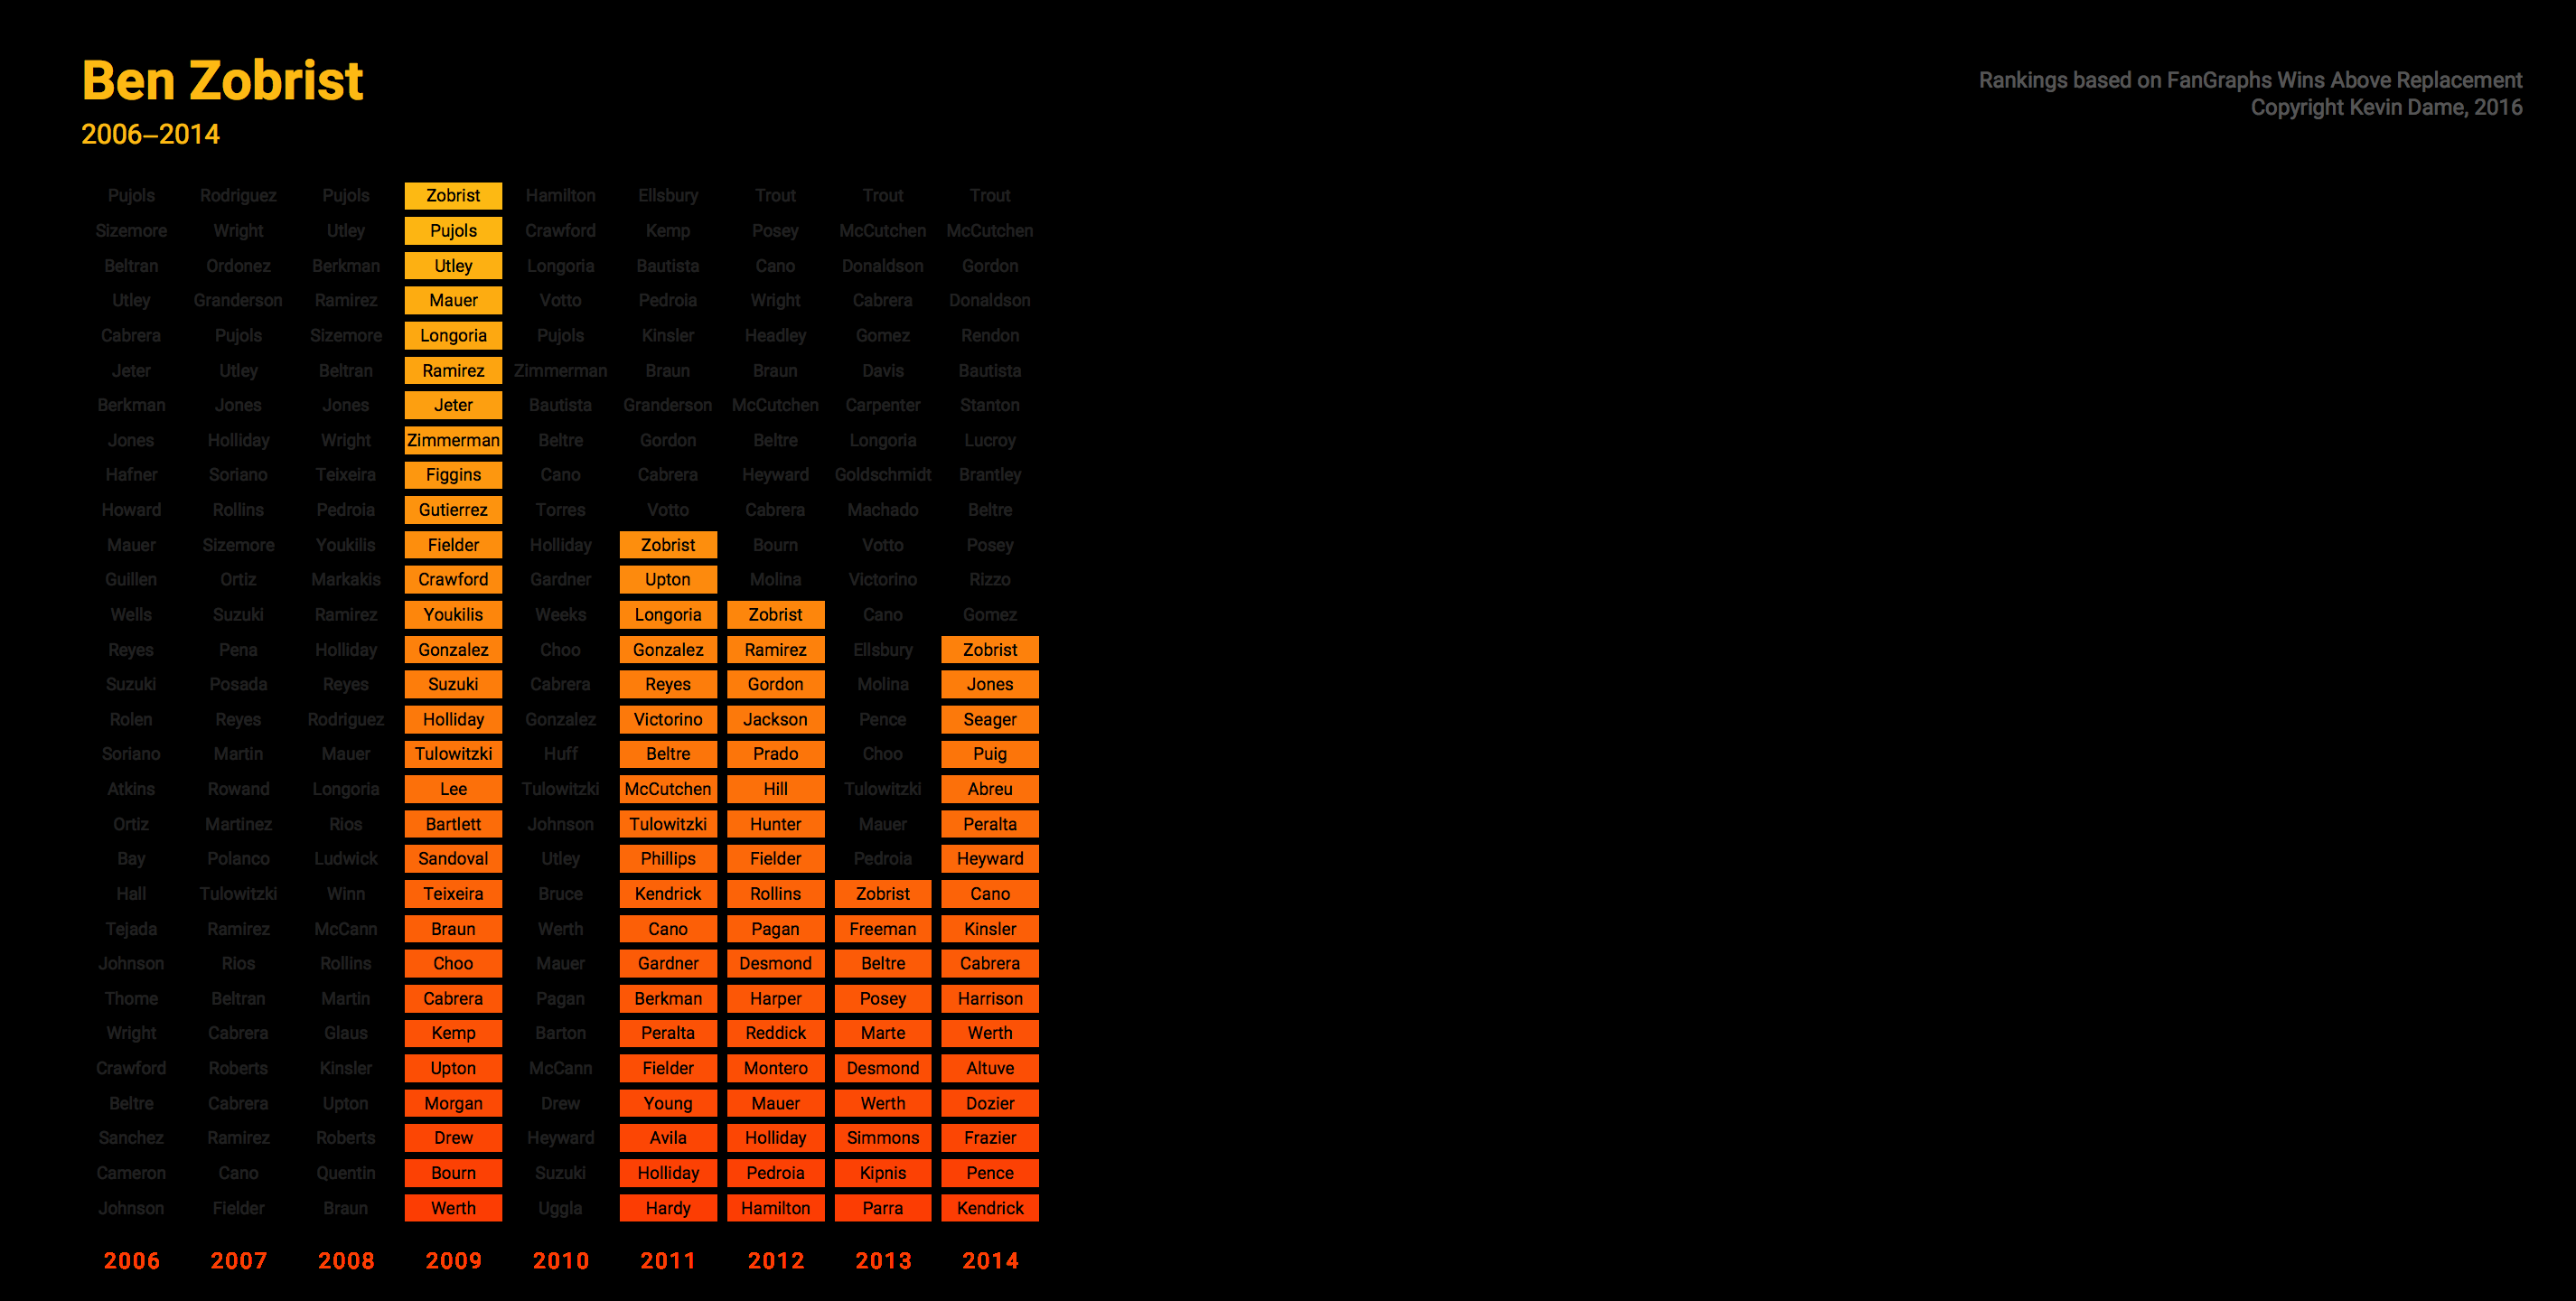 Ben Zobrist
2006–2014
Rankings based on FanGraphs Wins Above Replacement
Copyright Kevin Dame, 2016
Pujols Rodriguez Pujols Zobrist Hamilton Ellsbury Trout Trout Trout
Sizemore Wright Utley Pujols Crawford Kemp Posey McCutchen McCutchen
Beltran Ordonez Berkman Utley Longoria Bautista Cano Donaldson Gordon
Utley Granderson Ramirez Mauer Votto Pedroia Wright Cabrera Donaldson
Cabrera Pujols Sizemore Longoria Pujols Kinsler Headley Gomez Rendon
Jeter Utley Beltran Ramirez Zimmerman Braun Braun Davis Bautista
Berkman Jones Jones Jeter Bautista Granderson McCutchen Carpenter Stanton
Jones Holliday Wright Zimmerman Beltre Gordon Beltre Longoria Lucroy
Hafner Soriano Teixeira Figgins Cano Cabrera Heyward Goldschmidt Brantley
Howard Rollins Pedroia Gutierrez Torres Votto Cabrera Machado Beltre
Mauer Sizemore Youkilis Fielder Holliday Zobrist Bourn Votto Posey
Guillen Ortiz Markakis Crawford Gardner Upton Molina Victorino Rizzo
Wells Suzuki Ramirez Youkilis Weeks Longoria Zobrist Cano Gomez
Reyes Pena Holliday Gonzalez Choo Gonzalez Ramirez Ellsbury Zobrist
Suzuki Posada Reyes Suzuki Cabrera Reyes Gordon Molina Jones
Rolen Reyes Rodriguez Holliday Gonzalez Victorino Jackson Pence Seager
Soriano Martin Mauer Tulowitzki Huff Beltre Prado Choo Puig
Atkins Rowand Longoria Lee Tulowitzki McCutchen Hill Tulowitzki Abreu
Ortiz Martinez Rios Bartlett Johnson Tulowitzki Hunter Mauer Peralta
Bay Polanco Ludwick Sandoval Utley Phillips Fielder Pedroia Heyward
Hall Tulowitzki Winn Teixeira Bruce Kendrick Rollins Zobrist Cano
Tejada Ramirez McCann Braun Werth Cano Pagan Freeman Kinsler
Johnson Rios Rollins Choo Mauer Gardner Desmond Beltre Cabrera
Thome Beltran Martin Cabrera Pagan Berkman Harper Posey Harrison
Wright Cabrera Glaus Kemp Barton Peralta Reddick Marte Werth
Crawford Roberts Kinsler Upton McCann Fielder Montero Desmond Altuve
Beltre Cabrera Upton Morgan Drew Young Mauer Werth Dozier
Sanchez Ramirez Roberts Drew Heyward Avila Holliday Simmons Frazier
Cameron Cano Quentin Bourn Suzuki Holliday Pedroia Kipnis Pence
Johnson Fielder Braun Werth Uggla Hardy Hamilton Parra Kendrick
2006 2007 2008 2009 2010 2011 2012 2013 2014